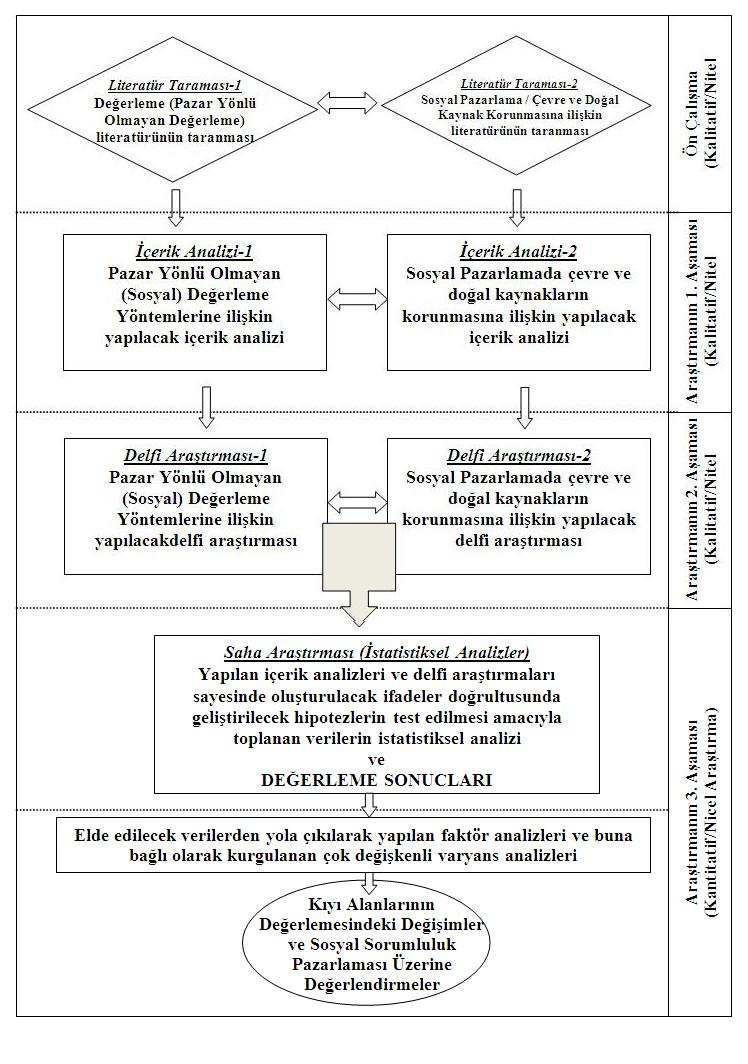 Literatür Taraması-1
Değerleme (Pazar Yönlü
Olmayan Değerleme)
literatürünün taranması
Literatür Taraması-2
Sosyal Pazarlama / Çevre ve Doğal
Kaynak Korunmasına ilişkin
literatürünün taranması
Ön Çalışma
(Kalitatif/Nitel
İçerik Analizi-1
Pazar Yönlü Olmayan
(Sosyal) Değerleme
Yöntemlerine ilişkin
yapılacak içerik analizi
İçerik Analizi-2
Sosyal Pazarlamada çevre ve
doğal kaynakların
korunmasına ilişkin yapılacak
içerik analizi
Araştırmanın 1. Aşaması
(Kalitatif/Nitel
Delfi Araştırması-1
Pazar Yönlü Olmayan
(Sosyal) Değerleme
Yöntemlerine ilişkin
yapılacakdelfi araştırması
Delfi Araştırması-2
Sosyal Pazarlamada çevre ve
doğal kaynakların
korunmasına ilişkin yapılacak
delfi araştırması
Araştırmanın 2. Aşaması
(Kalitatif/Nitel
Saha Araştırması (İstatistiksel Analizler)
Yapılan içerik analizleri ve delfi araştırmaları
sayesinde oluşturulacak ifadeler doğrultusunda
geliştirilecek hipotezlerin test edilmesi amacıyla
toplanan verilerin istatistiksel analizi
ve
DEĞERLEME SONUCLARI
Elde edilecek verilerden yola çıkılarak yapılan faktör analizleri ve buna
bağlı olarak kurgulanan çok değişkenli varyans analizleri
Kıyı Alanlarının
Değerlemesindeki Değişimler
ve Sosyal Sorumluluk
Pazarlaması Üzerine
Değerlendirmeler
Araştırmanın 3. Aşaması
(Kantitatif/Nicel Araştırma)